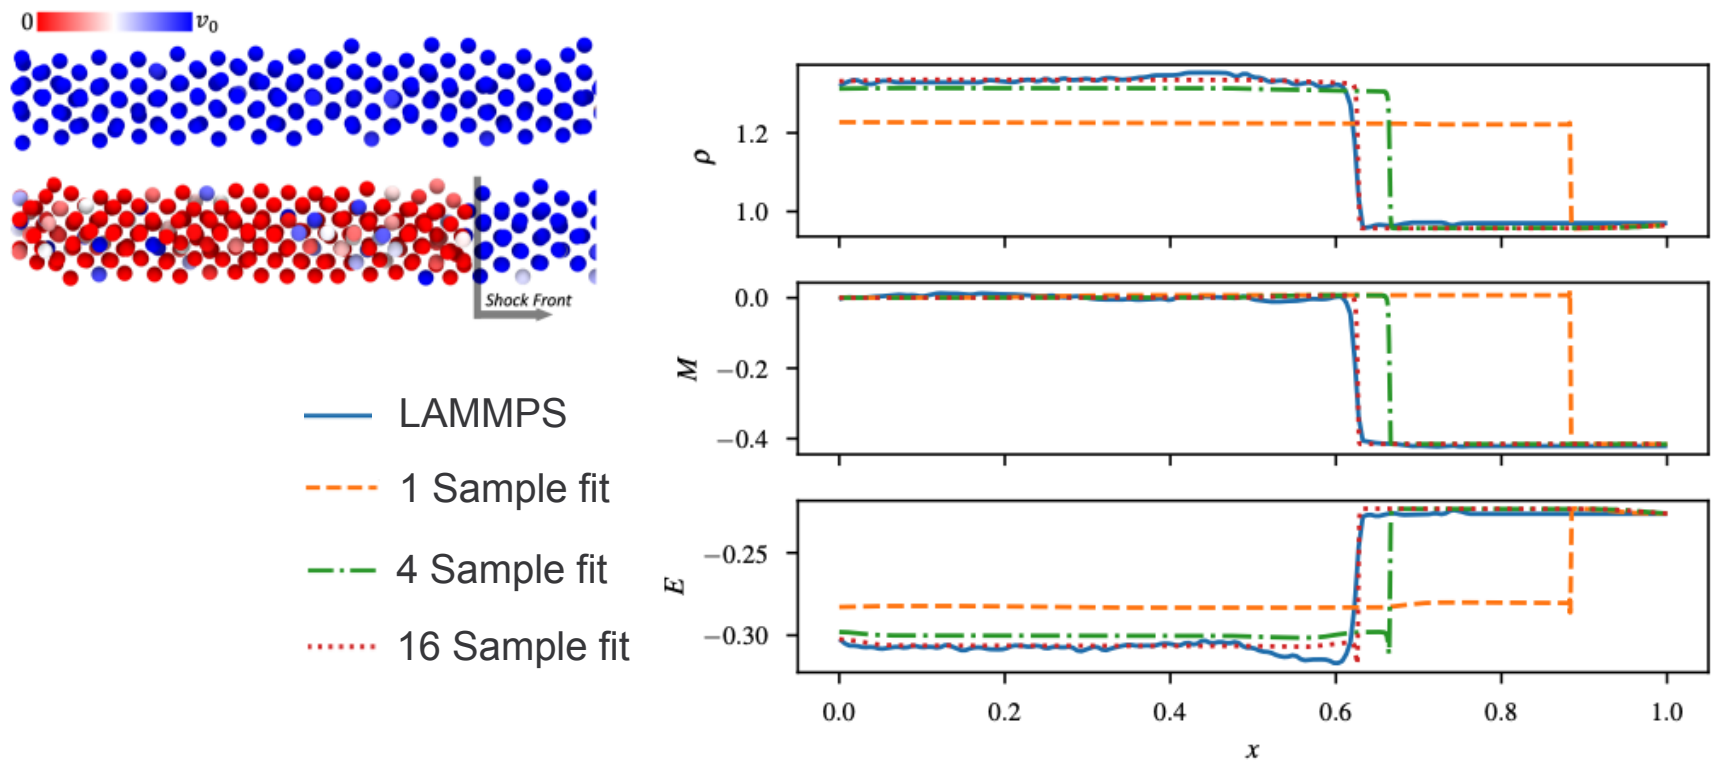 0 v₀
Shock Front
LAMMPS
1 Sample fit
4 Sample fit
16 Sample fit
ρ
1.2
1.0
M
0.0
−0.2
−0.4
E
−0.25
−0.30
0.0 0.2 0.4 0.6 0.8 1.0
x